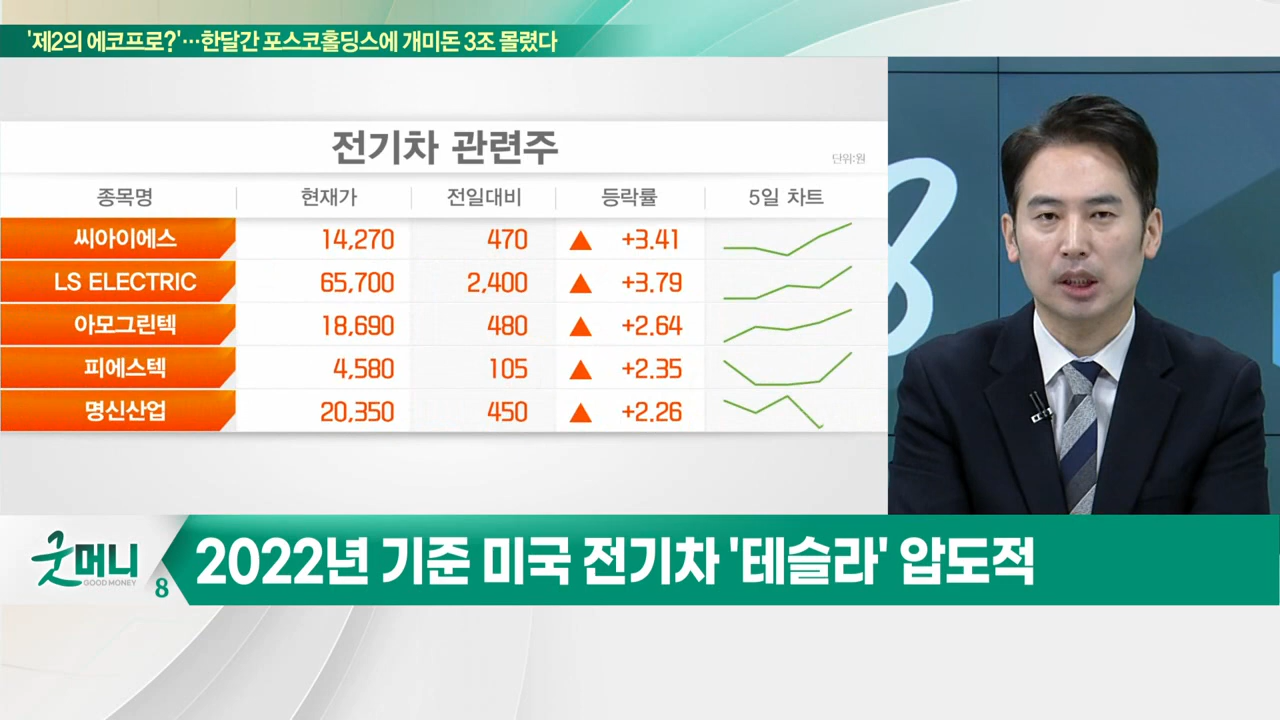 '제2의 에코프로?'…한달간 포스코홀딩스에 개미돈 3조 몰렸다
전기차 관련주
단위:원
종목명 현재가 전일대비 등락률 5일 차트
씨아이에스 14,270 470 ▲ +3.41
LS ELECTRIC 65,700 2,400 ▲ +3.79
아모그린텍 18,690 480 ▲ +2.64
피에스텍 4,580 105 ▲ +2.35
명신산업 20,350 450 ▲ +2.26
굿머니
GOOD MONEY
8
2022년 기준 미국 전기차 '테슬라' 압도적